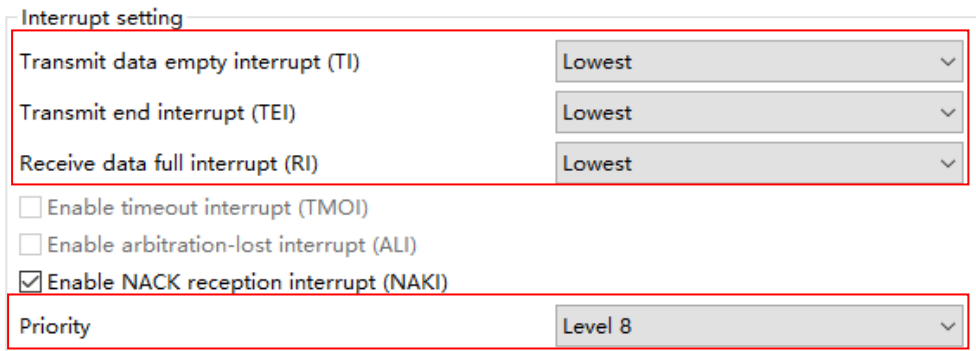 Interrupt setting
Transmit data empty interrupt (TI) Lowest
Transmit end interrupt (TEI) Lowest
Receive data full interrupt (RI) Lowest
Enable timeout interrupt (TMOI)
Enable arbitration-lost interrupt (ALI)
Enable NACK reception interrupt (NAKI)
Priority Level 8